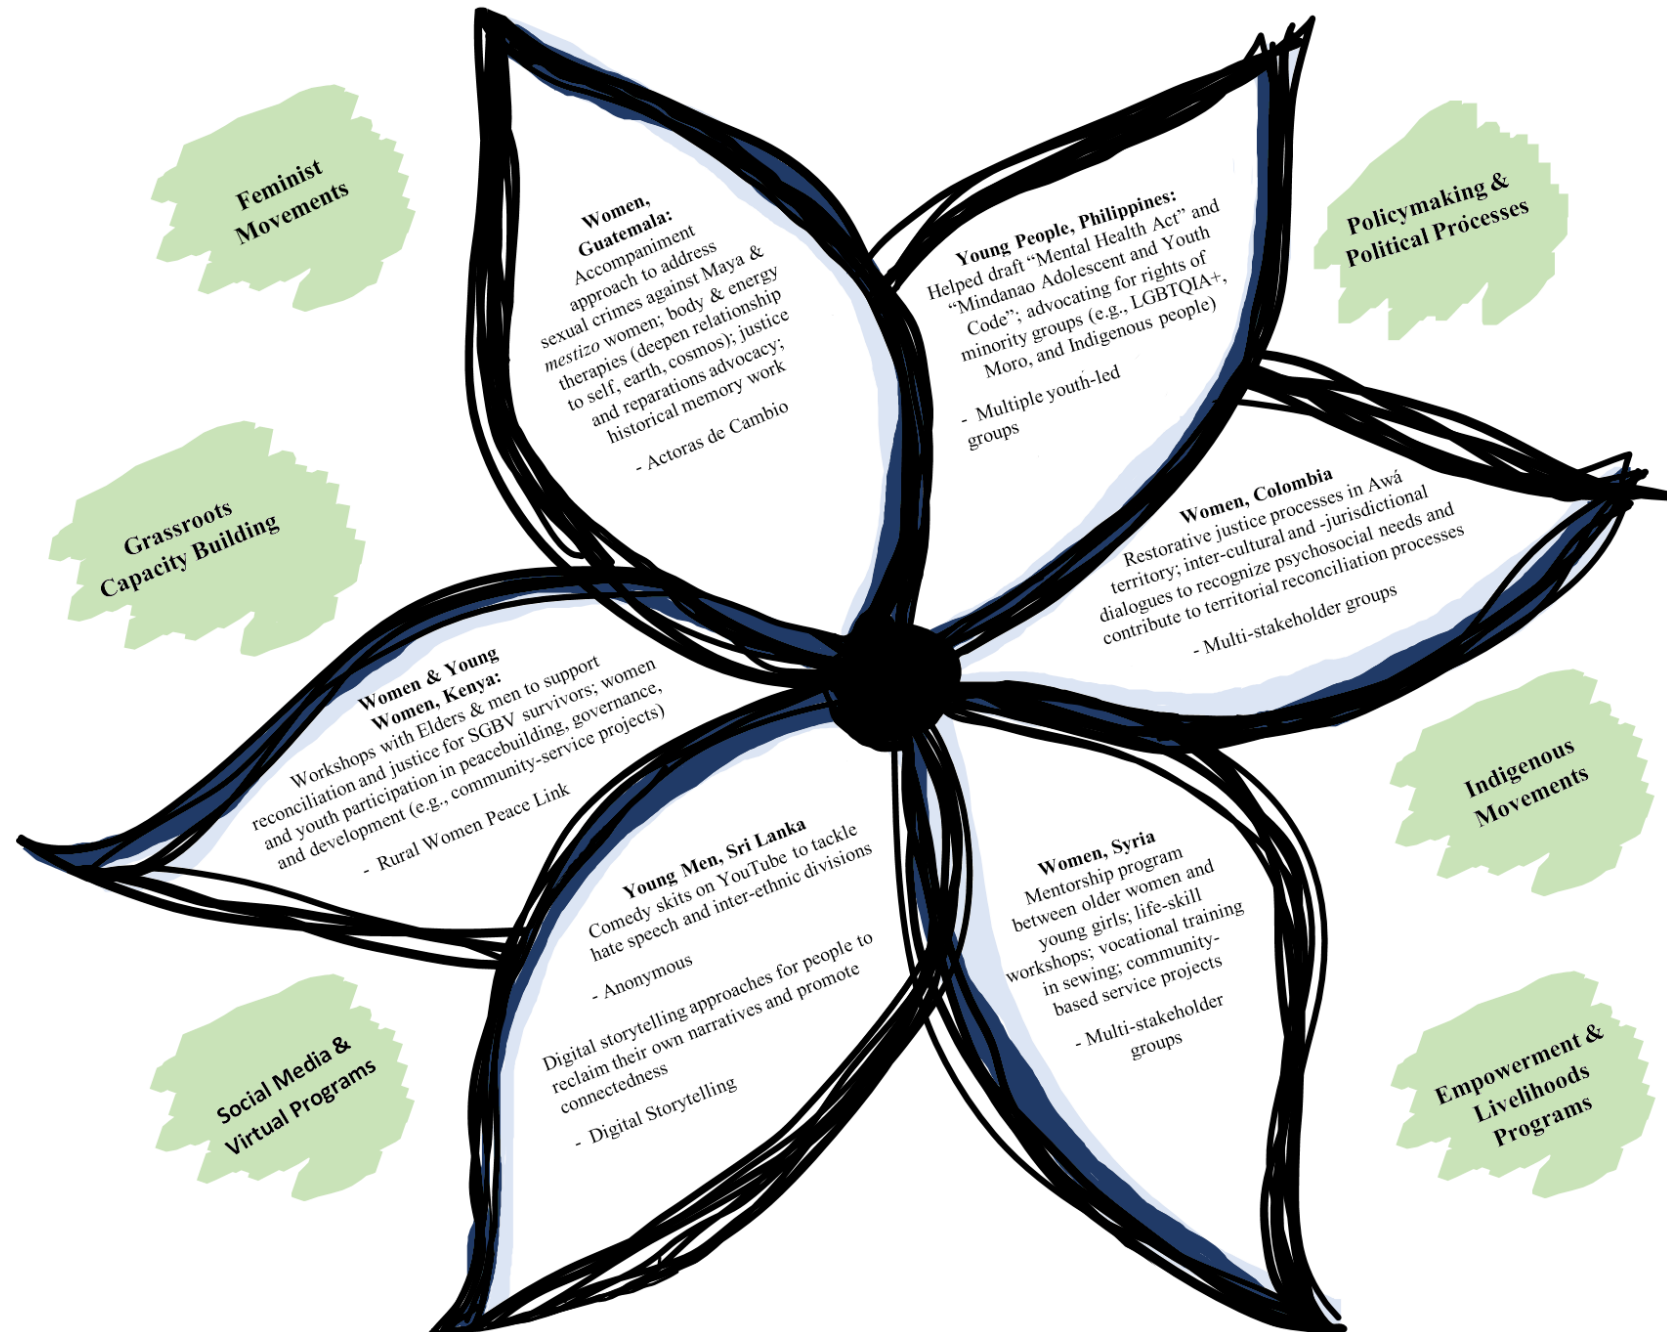 Feminist
Movements
Women,
Guatemala:
Accompaniment
approach to address
sexual crimes against Maya &
mestizo women; body & energy
therapies (deepen relationship
to self, earth, cosmos); justice
and reparations advocacy;
historical memory work
- Actoras de Cambio
Young People, Philippines:
Helped draft “Mental Health Act” and
“Mindanao Adolescent and Youth
Code”; advocating for rights of
minority groups (e.g., LGBTQIA+,
Moro, and Indigenous people)
- Multiple youth-led
groups
Policymaking &
Political Processes
Grassroots
Capacity Building
Women, Colombia
Restorative justice processes in Awá
territory; inter-cultural and -jurisdictional
dialogues to recognize psychosocial needs and
contribute to territorial reconciliation processes
- Multi-stakeholder groups
Women & Young
Women, Kenya:
Workshops with Elders & men to support
reconciliation and justice for SGBV survivors; women
and youth participation in peacebuilding, governance,
and development (e.g., community-service projects)
- Rural Women Peace Link
Indigenous
Movements
Young Men, Sri Lanka
Comedy skits on YouTube to tackle
hate speech and inter-ethnic divisions
- Anonymous
Digital storytelling approaches for people to
reclaim their own narratives and promote
connectedness
- Digital Storytelling
Women, Syria
Mentorship program
between older women and
young girls; life-skill
workshops; vocational training
in sewing; community-
based service projects
- Multi-stakeholder
groups
Social Media &
Virtual Programs
Empowerment &
Livelihoods
Programs